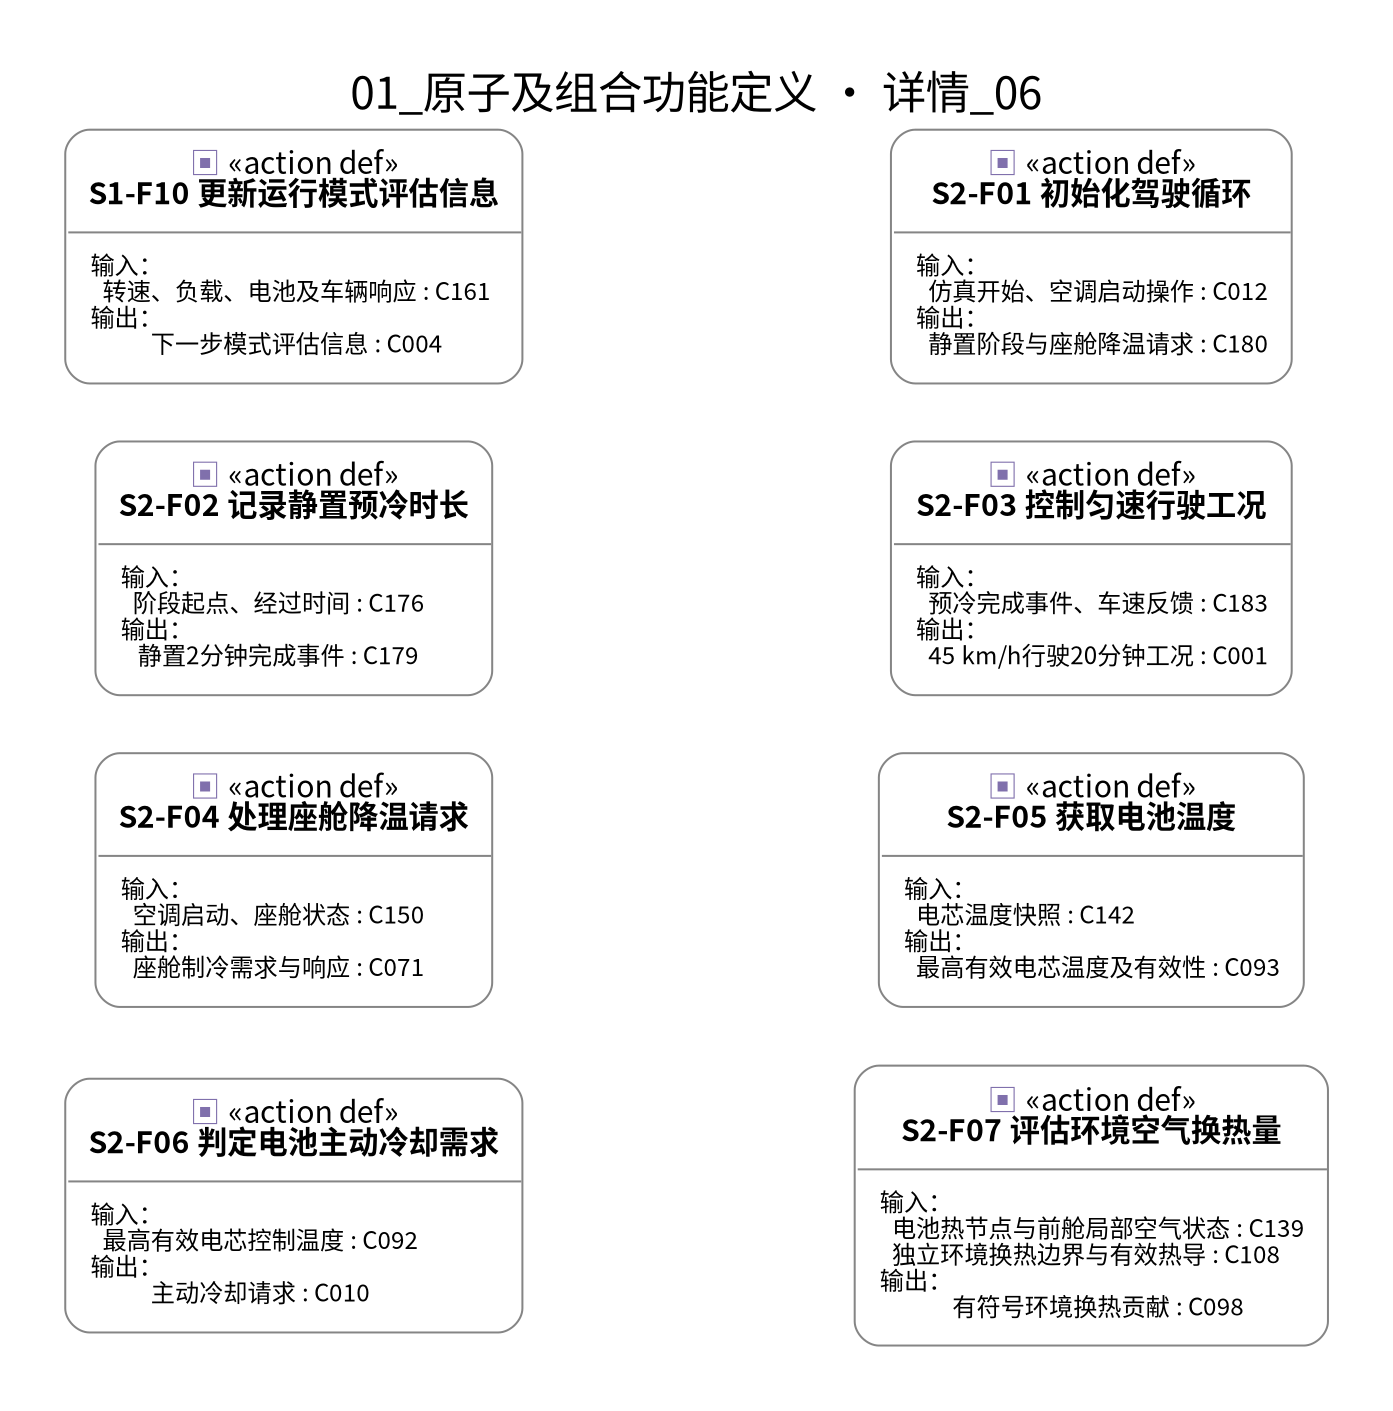 01_原子及组合功能定义 · 详情_06
«action def»
S1-F10 更新运行模式评估信息
输入：
转速、负载、电池及车辆响应 : C161
输出：
下一步模式评估信息 : C004
«action def»
S2-F01 初始化驾驶循环
输入：
仿真开始、空调启动操作 : C012
输出：
静置阶段与座舱降温请求 : C180
«action def»
S2-F02 记录静置预冷时长
输入：
阶段起点、经过时间 : C176
输出：
静置2分钟完成事件 : C179
«action def»
S2-F03 控制匀速行驶工况
输入：
预冷完成事件、车速反馈 : C183
输出：
45 km/h行驶20分钟工况 : C001
«action def»
S2-F04 处理座舱降温请求
输入：
空调启动、座舱状态 : C150
输出：
座舱制冷需求与响应 : C071
«action def»
S2-F05 获取电池温度
输入：
电芯温度快照 : C142
输出：
最高有效电芯温度及有效性 : C093
«action def»
S2-F06 判定电池主动冷却需求
输入：
最高有效电芯控制温度 : C092
输出：
主动冷却请求 : C010
«action def»
S2-F07 评估环境空气换热量
输入：
电池热节点与前舱局部空气状态 : C139
独立环境换热边界与有效热导 : C108
输出：
有符号环境换热贡献 : C098